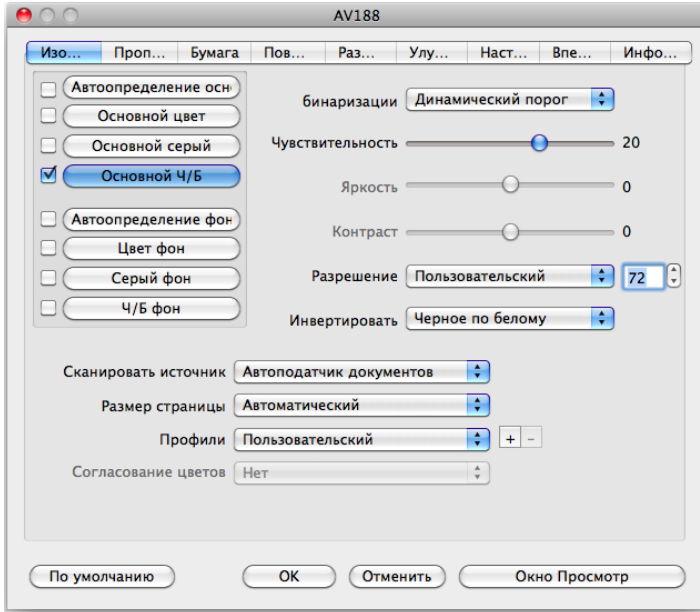 AV188
Изо... Проп... Бумага Пов... Раз... Улу... Наст... Впе... Инфо...
Автоопределение осн
Основной цвет
Основной серый
Основной Ч/Б
Автоопределение фон
Цвет фон
Серый фон
Ч/Б фон
бинаризации Динамический порог
Чувствительность 20
Яркость 0
Контраст 0
Разрешение Пользовательский 72
Инвертировать Черное по белому
Сканировать источник Автоподатчик документов
Размер страницы Автоматический
Профили Пользовательский + -
Согласование цветов Нет
По умолчанию OK Отменить Окно Просмотр